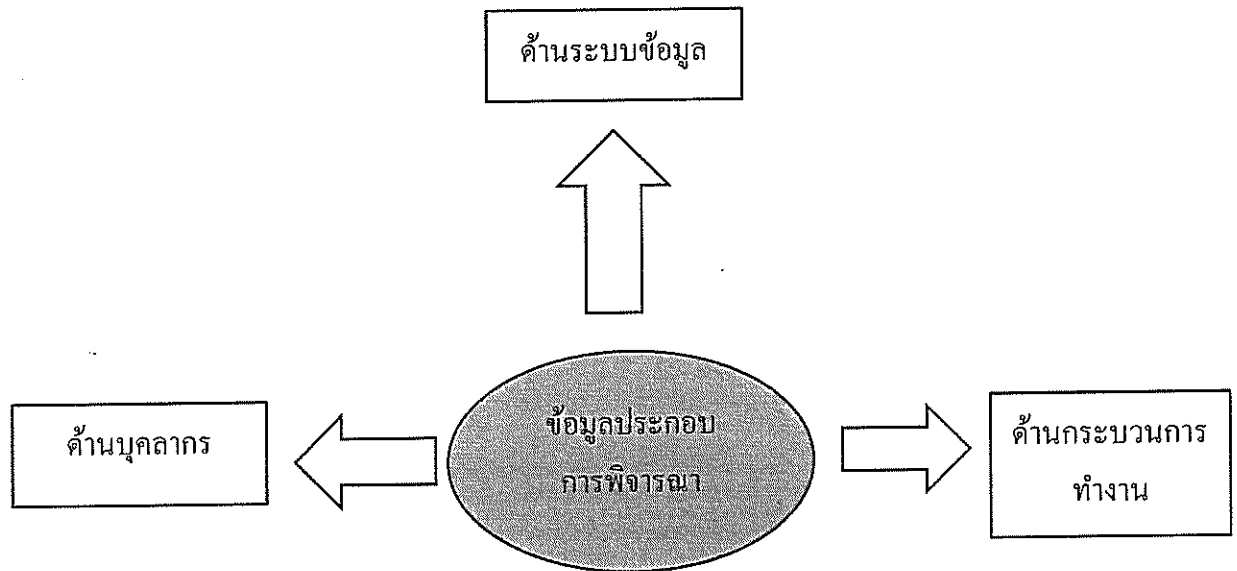 ด้านระบบข้อมูล
ด้านบุคลากร
ข้อมูลประกอบ
การพิจารณา
ด้านกระบวนการ
ทำงาน